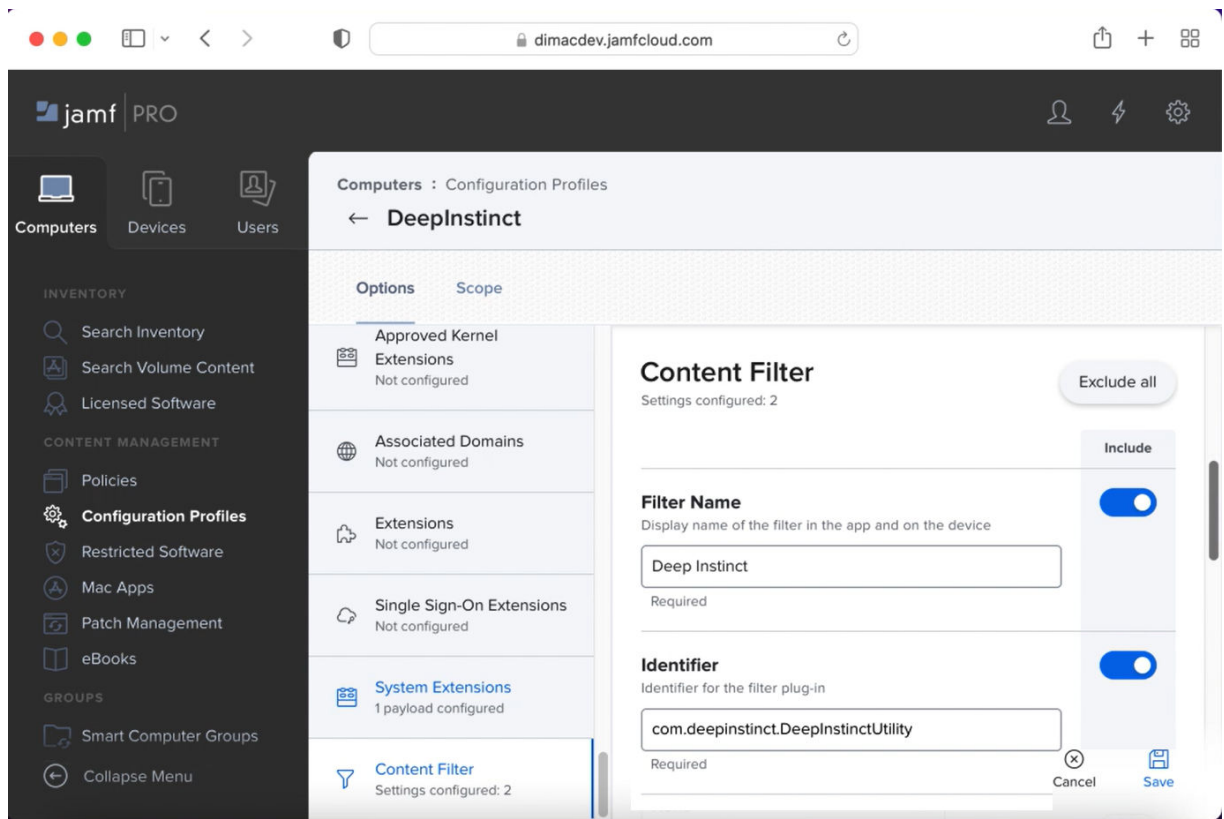 dimacdev.jamfcloud.com
jamf PRO
Computers
Devices
Users
INVENTORY
Search Inventory
Search Volume Content
Licensed Software
CONTENT MANAGEMENT
Policies
Configuration Profiles
Restricted Software
Mac Apps
Patch Management
eBooks
GROUPS
Smart Computer Groups
Collapse Menu
Computers : Configuration Profiles
← DeepInstinct
Options
Scope
Approved Kernel
Extensions
Not configured
Associated Domains
Not configured
Extensions
Not configured
Single Sign-On Extensions
Not configured
System Extensions
1 payload configured
Content Filter
Settings configured: 2
Content Filter
Settings configured: 2
Exclude all
Include
Filter Name
Display name of the filter in the app and on the device
Deep Instinct
Required
Identifier
Identifier for the filter plug-in
com.deepinstinct.DeepInstinctUtility
Required
Cancel
Save